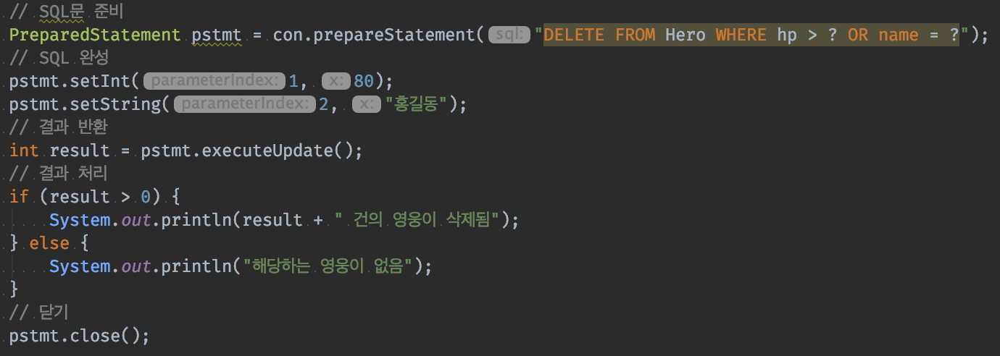 // SQL문 준비
PreparedStatement pstmt = con.prepareStatement( sql: "DELETE FROM Hero WHERE hp > ? OR name = ?");
// SQL 완성
pstmt.setInt( parameterIndex: 1, x: 80);
pstmt.setString( parameterIndex: 2, x: "홍길동");
// 결과 반환
int result = pstmt.executeUpdate();
// 결과 처리
if (result > 0) {
    System.out.println(result + " 건의 영웅이 삭제됨");
} else {
    System.out.println("해당하는 영웅이 없음");
}
// 닫기
pstmt.close();